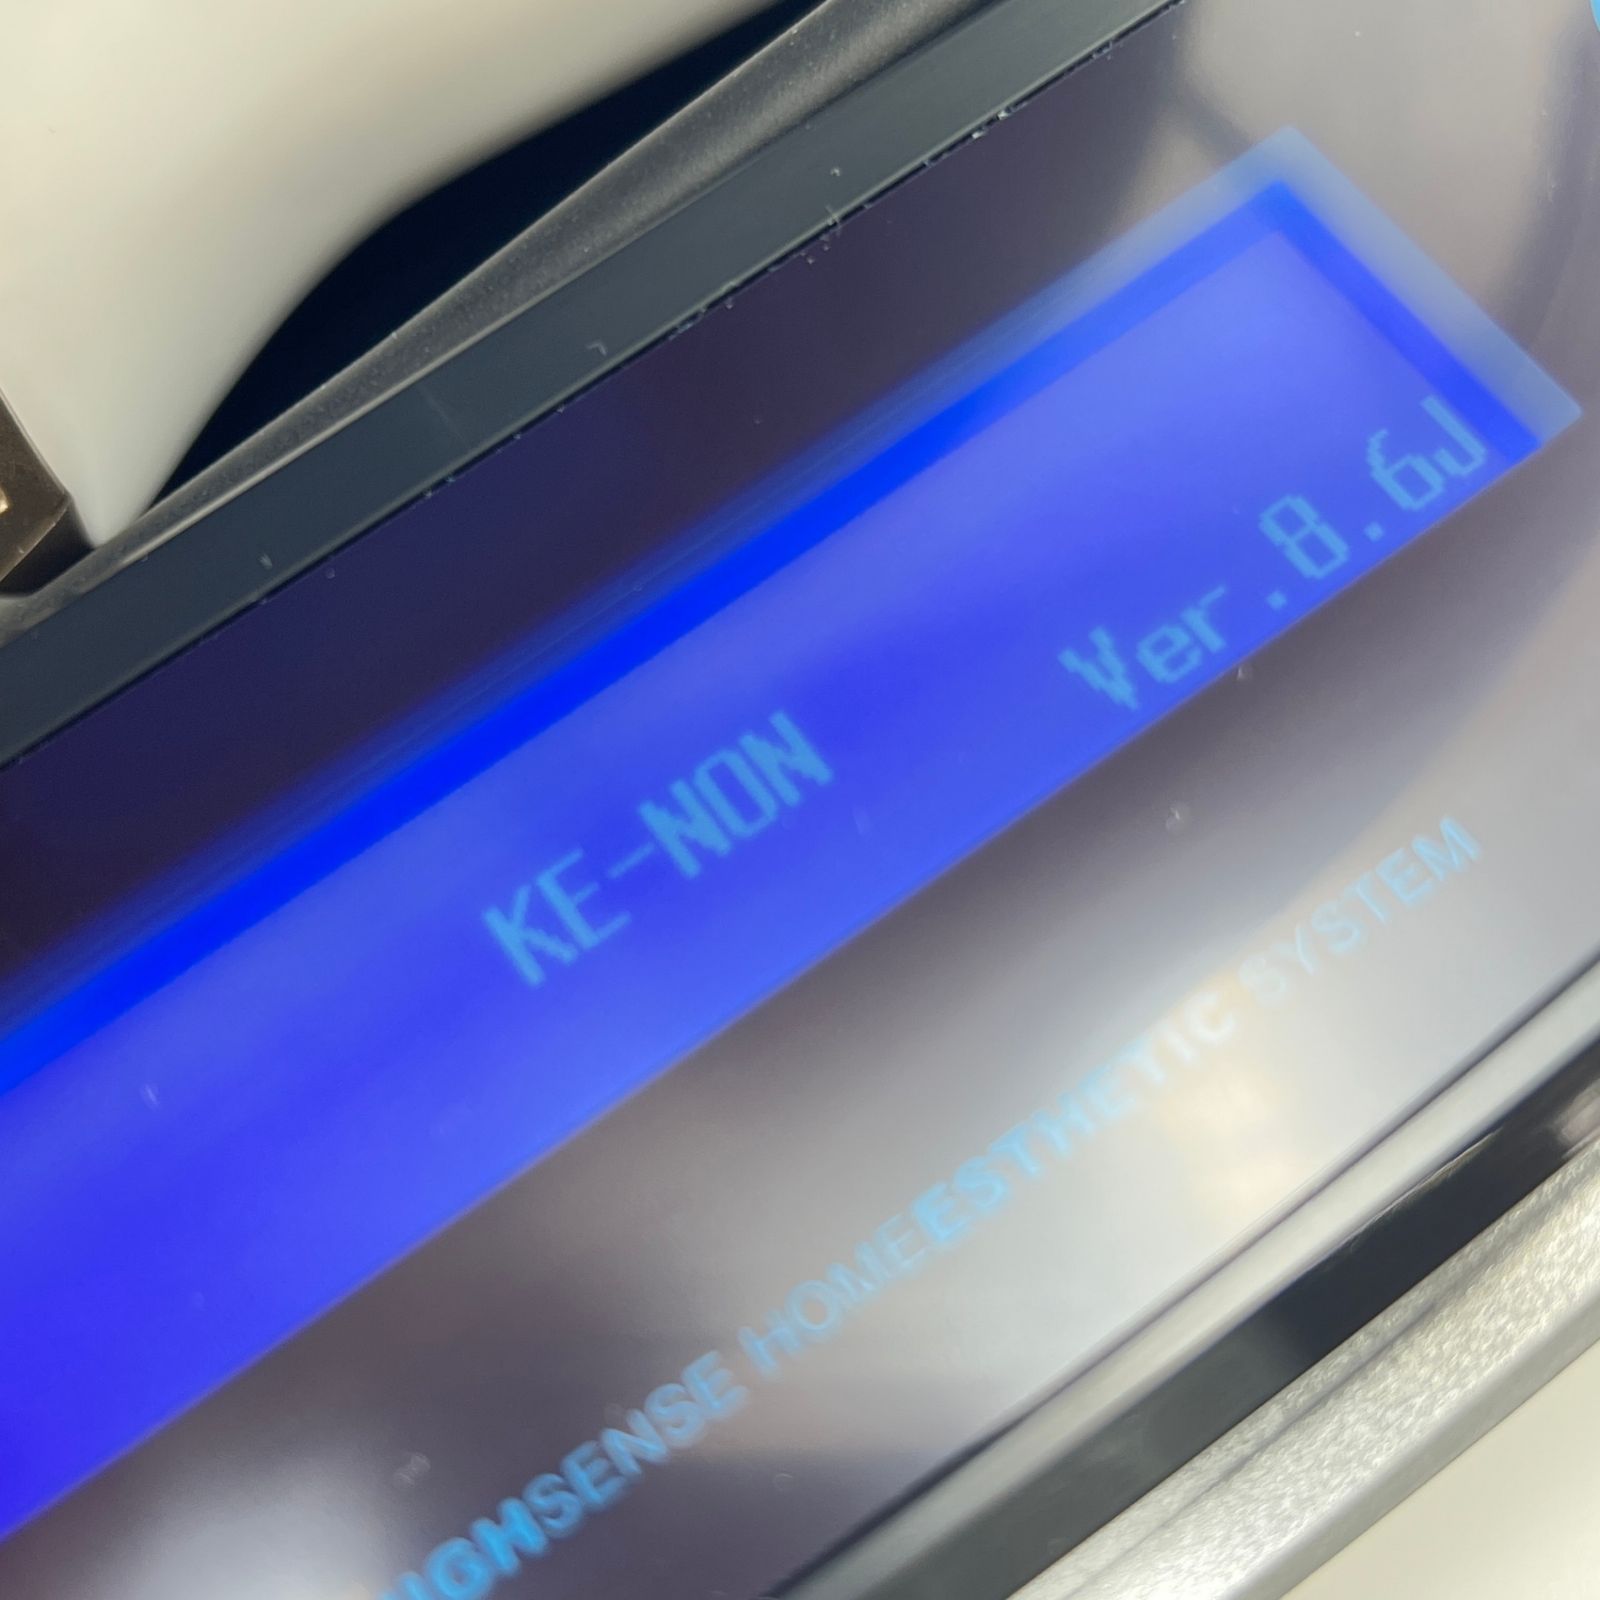 KE-NON Ver.8.6J
HIGHSENSE HOMEESTHETIC SYSTEM